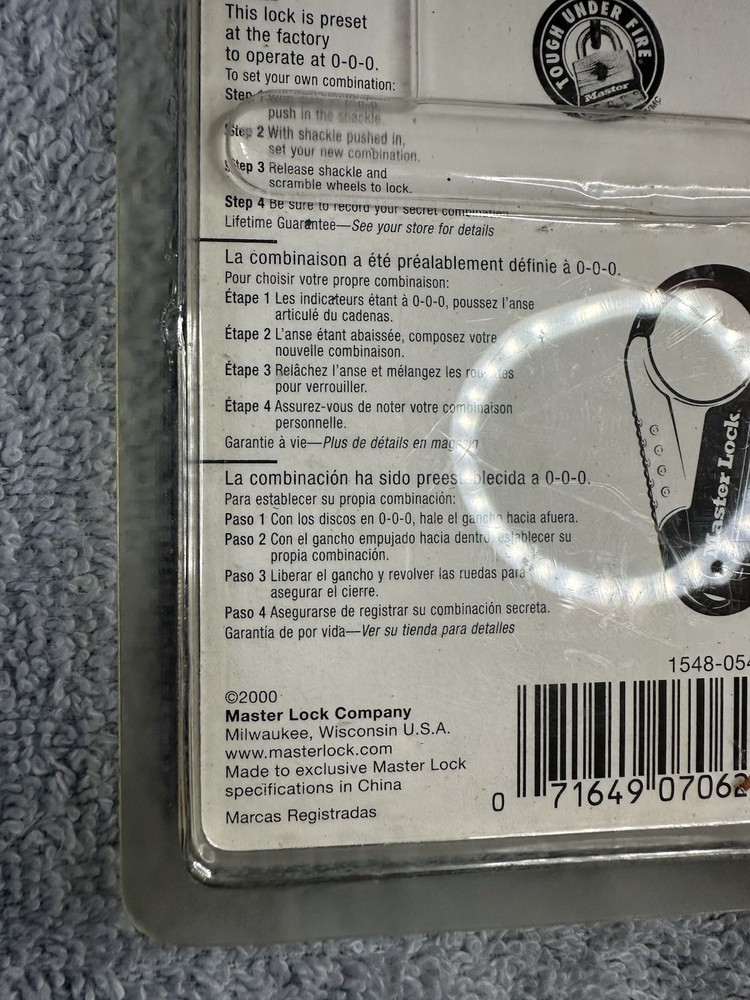 This lock is preset
at the factory
to operate at 0-0-0.
To set your own combination:
Step 1 With
push in the shackle.
Step 2 With shackle pushed in,
set your new combination.
Step 3 Release shackle and
scramble wheels to lock.
Step 4 Be sure to record your secret combination.
Lifetime Guarantee—See your store for details
TOUGH UNDER FIRE
Master
La combinaison a été préalablement définie à 0-0-0.
Pour choisir votre propre combinaison:
Étape 1 Les indicateurs étant à 0-0-0, poussez l'anse
articulé du cadenas.
Étape 2 L'anse étant abaissée, composez votre
nouvelle combinaison.
Étape 3 Relâchez l'anse et mélangez les roulettes
pour verrouiller.
Étape 4 Assurez-vous de noter votre combinaison
personnelle.
Garantie à vie—Plus de détails en magasin
La combinación ha sido preestablecida a 0-0-0.
Para establecer su propia combinación:
Paso 1 Con los discos en 0-0-0, hale el gancho hacia afuera.
Paso 2 Con el gancho empujado hacia dentro, establecer su
propia combinación.
Paso 3 Liberar el gancho y revolver las ruedas para
asegurar el cierre.
Paso 4 Asegurarse de registrar su combinación secreta.
Garantía de por vida—Ver su tienda para detalles
Master Lock
1548-054
©2000
Master Lock Company
Milwaukee, Wisconsin U.S.A.
www.masterlock.com
Made to exclusive Master Lock
specifications in China
Marcas Registradas
0 71649 07062